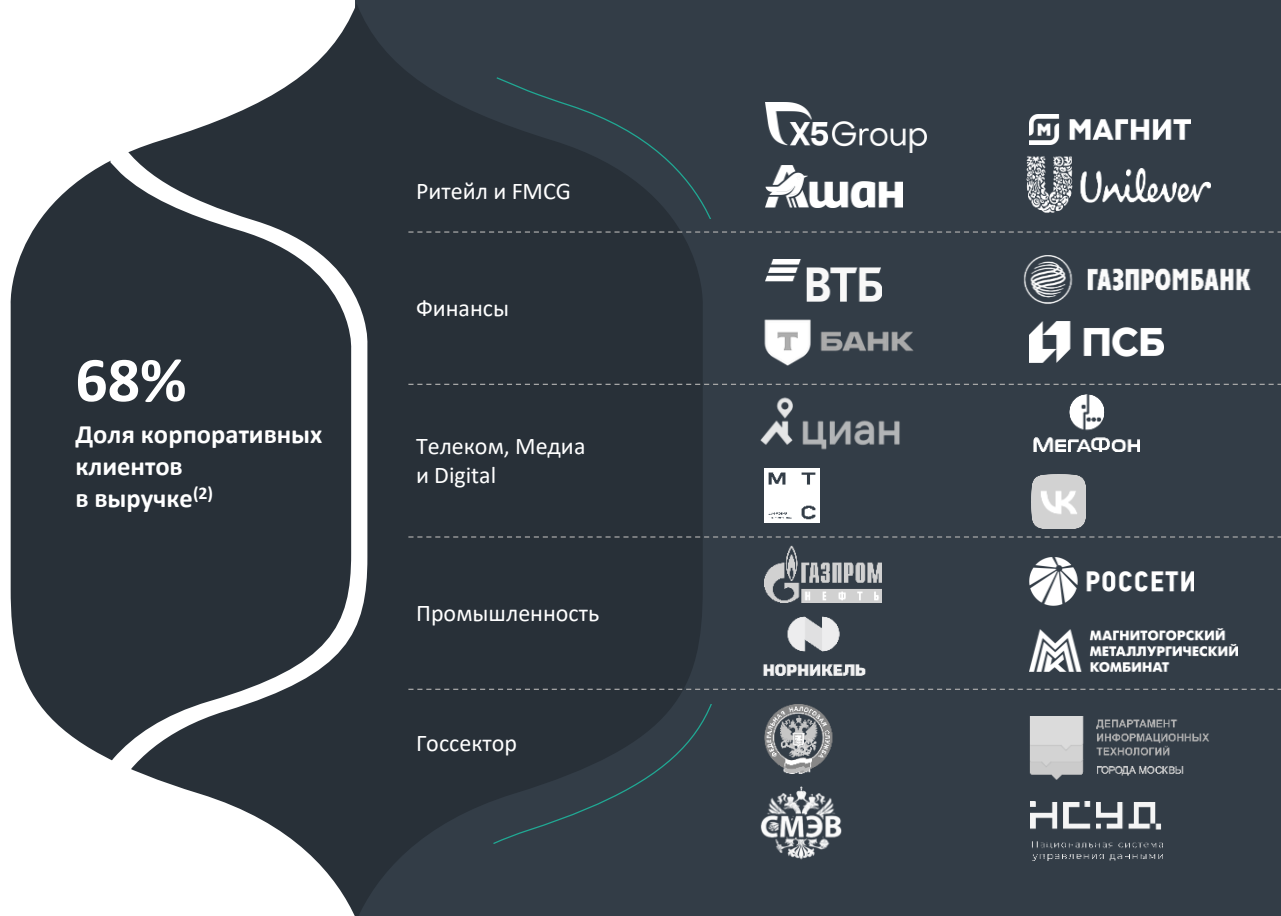 68%
Доля корпоративных
клиентов
в выручке(2)
Ритейл и FMCG
X5Group
МАГНИТ
Ашан
Unilever
Финансы
ВТБ
ГАЗПРОМБАНК
Т БАНК
ПСБ
Телеком, Медиа
и Digital
циан
МЕГАФОН
М Т
С
VK
Промышленность
ГАЗПРОМ
НЕФТЬ
РОССЕТИ
НОРНИКЕЛЬ
МАГНИТОГОРСКИЙ
МЕТАЛЛУРГИЧЕСКИЙ
КОМБИНАТ
Госсектор
ФЕДЕРАЛЬНАЯ НАЛОГОВАЯ СЛУЖБА
ДЕПАРТАМЕНТ
ИНФОРМАЦИОННЫХ
ТЕХНОЛОГИЙ
ГОРОДА МОСКВЫ
СМЭВ
НСУД
Национальная система
управления данными